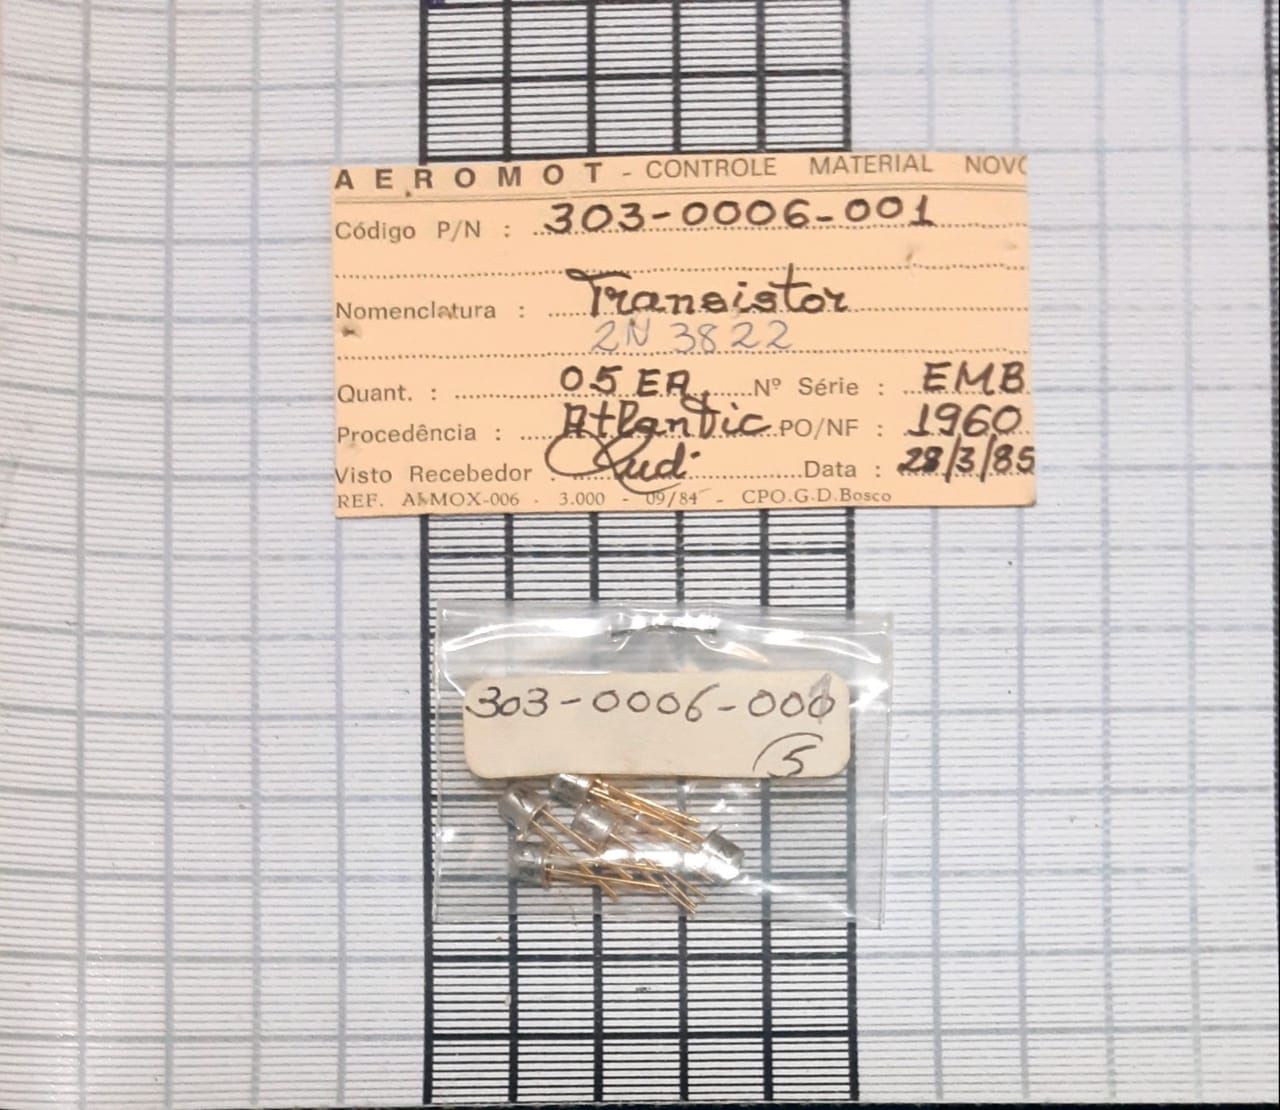 AEROMOT - CONTROLE MATERIAL NOVO
Código P/N : 303-0006-001
Nomenclatura : Transistor
2N 3822
Quant. : 05 EA. Nº Série : EMB
Procedência : Atlantic PO/NF : 1960
Visto Recebedor : Rudi Data : 28/3/85
REF. ALMOX-006 - 3.000 - 09/84 - CPO.G.D.Bosco
303-0006-001
5